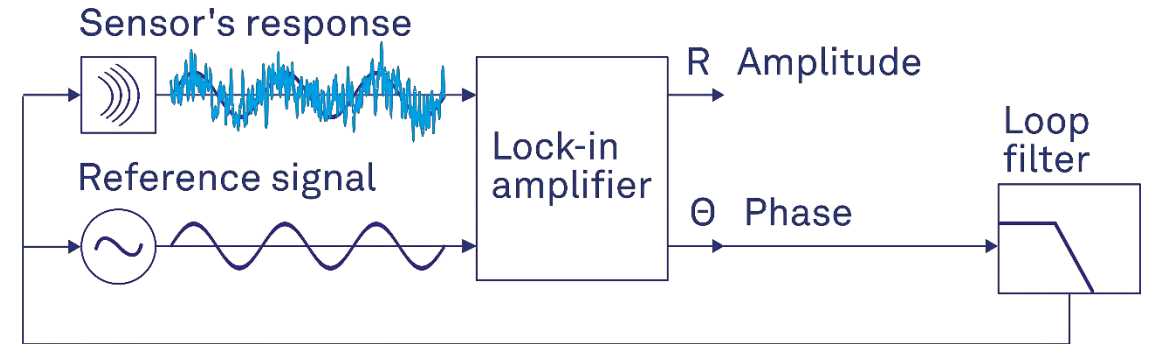 Sensor's response
R Amplitude
Loop
filter
Lock-in
amplifier
Reference signal
Θ Phase